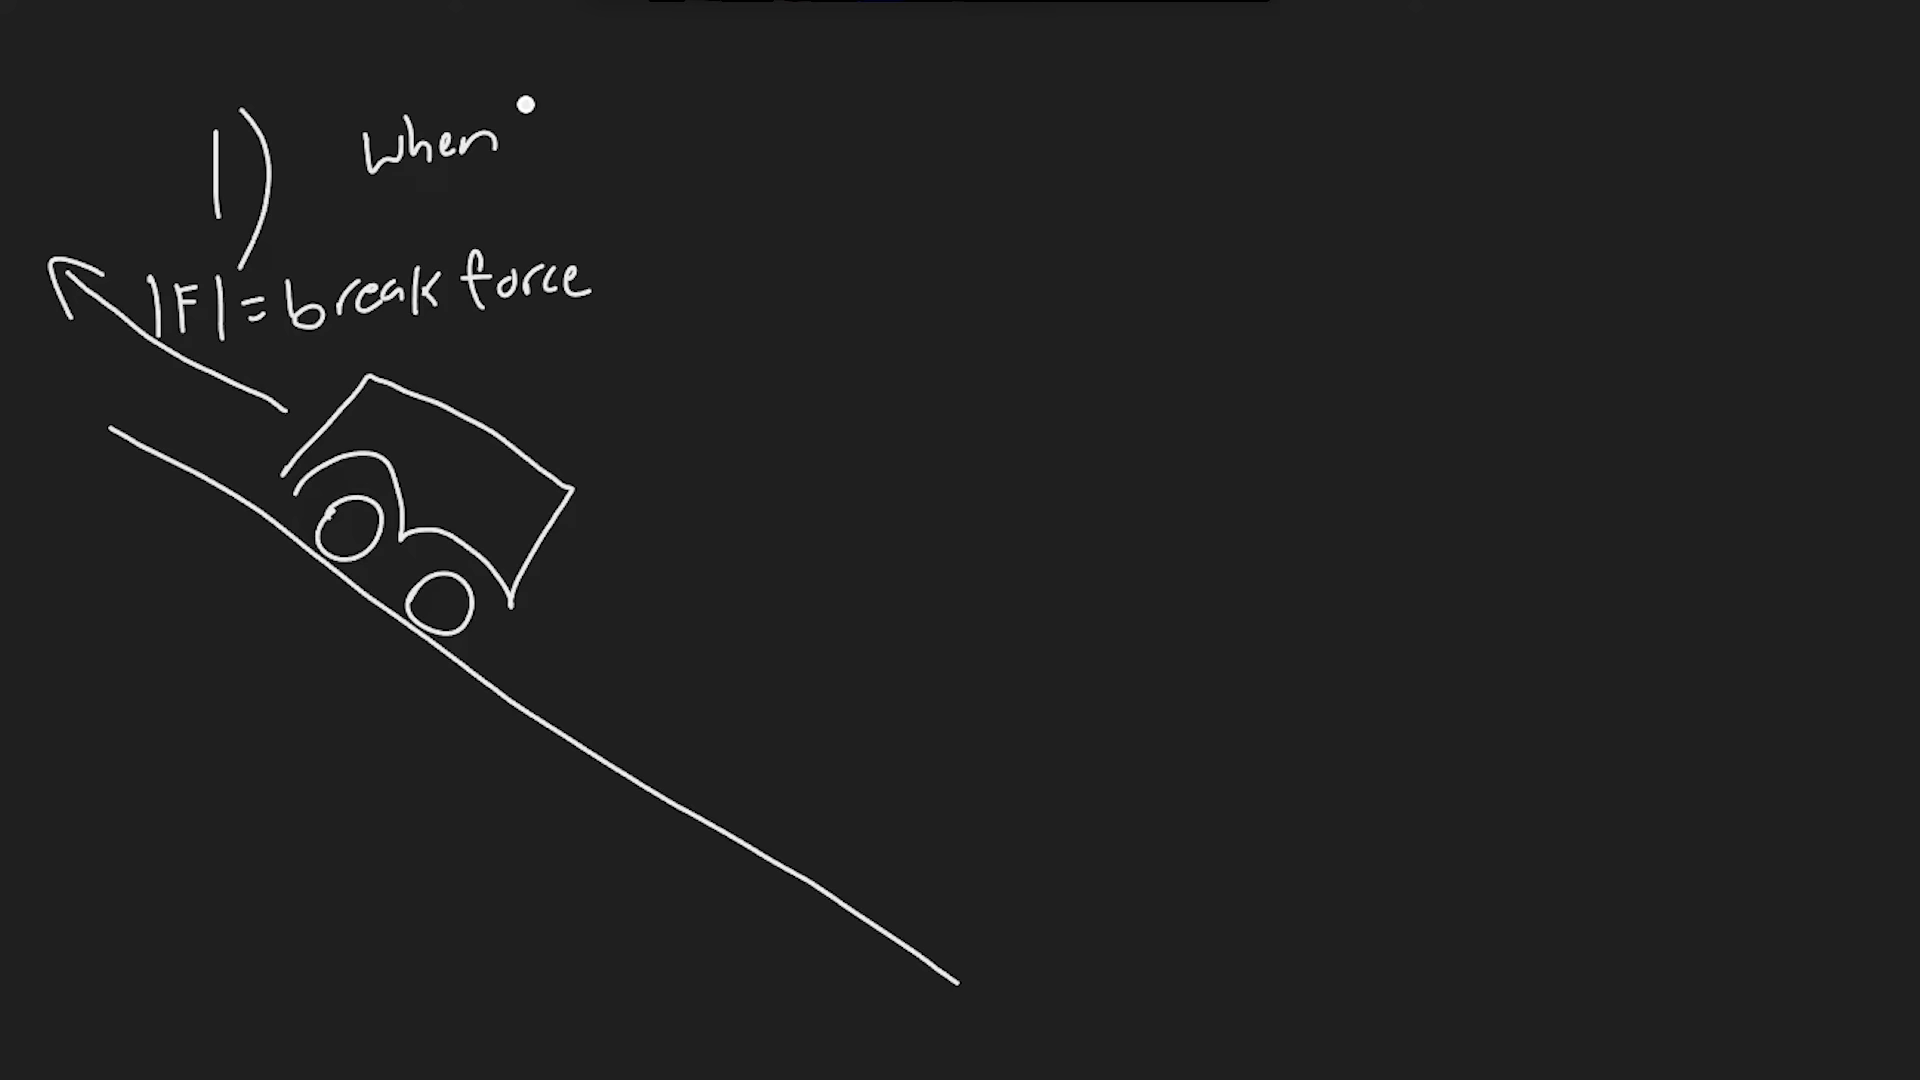 1) when
|F| = break force